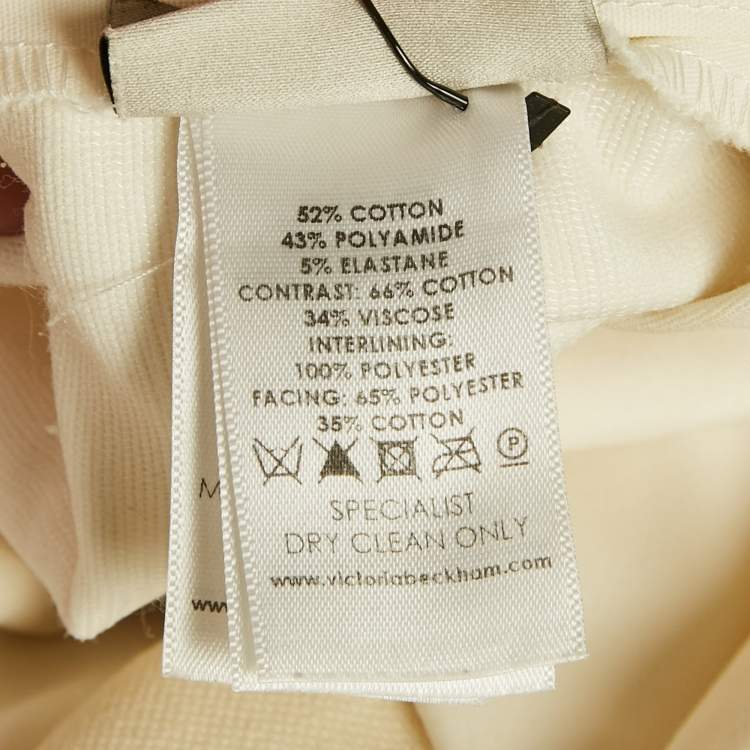 52% COTTON
43% POLYAMIDE
5% ELASTANE
CONTRAST: 66% COTTON
34% VISCOSE
INTERLINING:
100% POLYESTER
FACING: 65% POLYESTER
35% COTTON
P
SPECIALIST
DRY CLEAN ONLY
www.victoriabeckham.com
M
ww